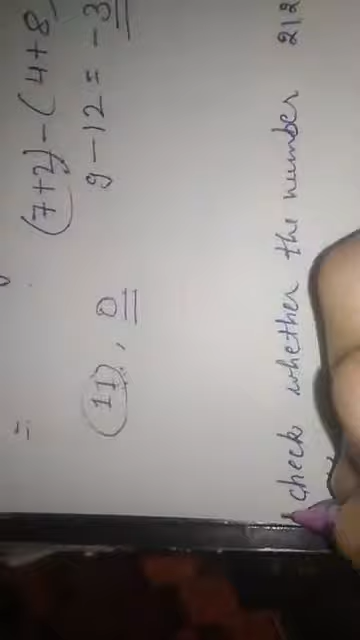 = (7+2) - (4+8
9 - 12 = -3
(11), 0
check whether the number 212